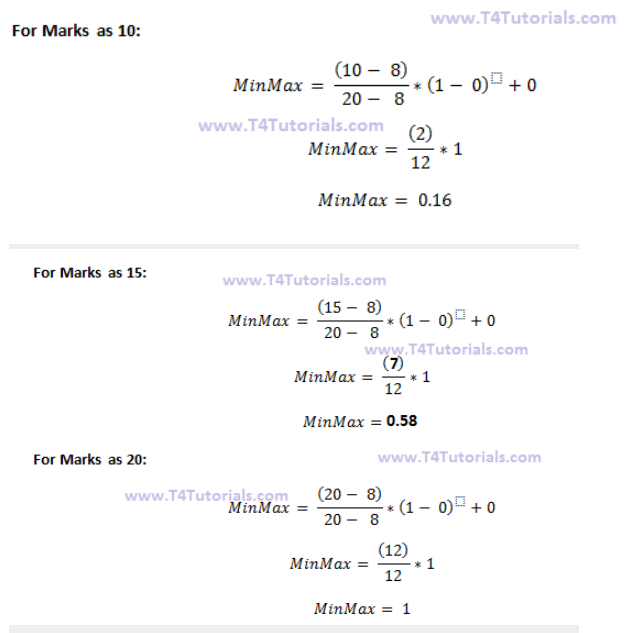 www.T4Tutorials.com
For Marks as 10:
MinMax = (10 − 8) / 20 − 8 * (1 − 0)□ + 0
www.T4Tutorials.com
MinMax = (2) / 12 * 1
MinMax = 0.16
For Marks as 15:
www.T4Tutorials.com
MinMax = (15 − 8) / 20 − 8 * (1 − 0)□ + 0
www.T4Tutorials.com
MinMax = (7) / 12 * 1
MinMax = 0.58
For Marks as 20:
www.T4Tutorials.com
www.T4Tutorials.com
MinMax = (20 − 8) / 20 − 8 * (1 − 0)□ + 0
MinMax = (12) / 12 * 1
MinMax = 1